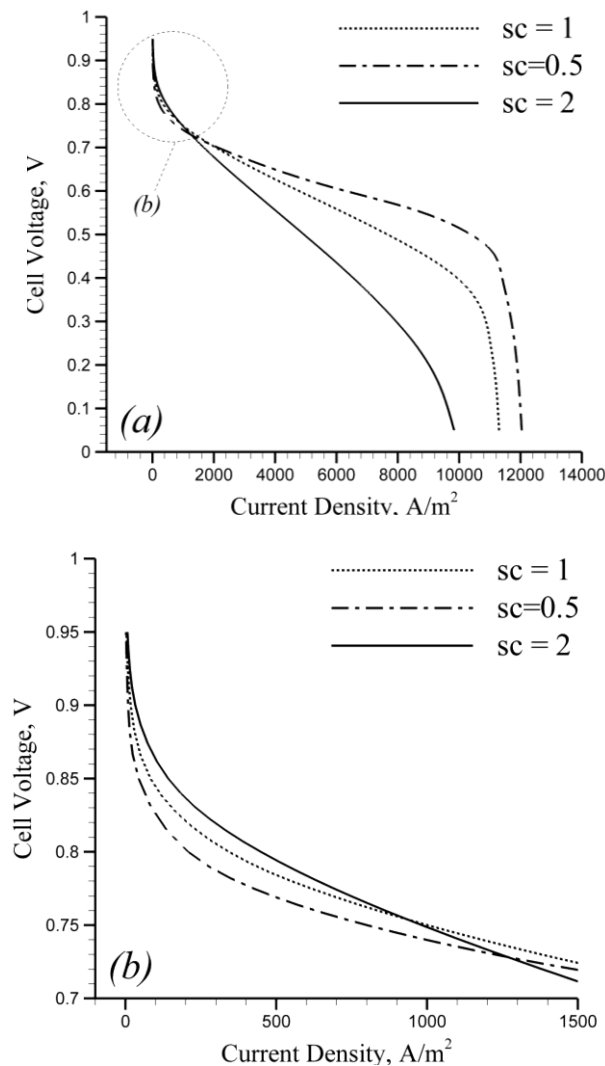 1
0.9
0.8
0.7
0.6
0.5
0.4
0.3
0.2
0.1
0
Cell Voltage, V
sc = 1
sc=0.5
sc = 2
(b)
(a)
0 2000 4000 6000 8000 10000 12000 14000
Current Density, A/m²
1
0.95
0.9
0.85
0.8
0.75
0.7
Cell Voltage, V
sc = 1
sc=0.5
sc = 2
(b)
0 500 1000 1500
Current Density, A/m²